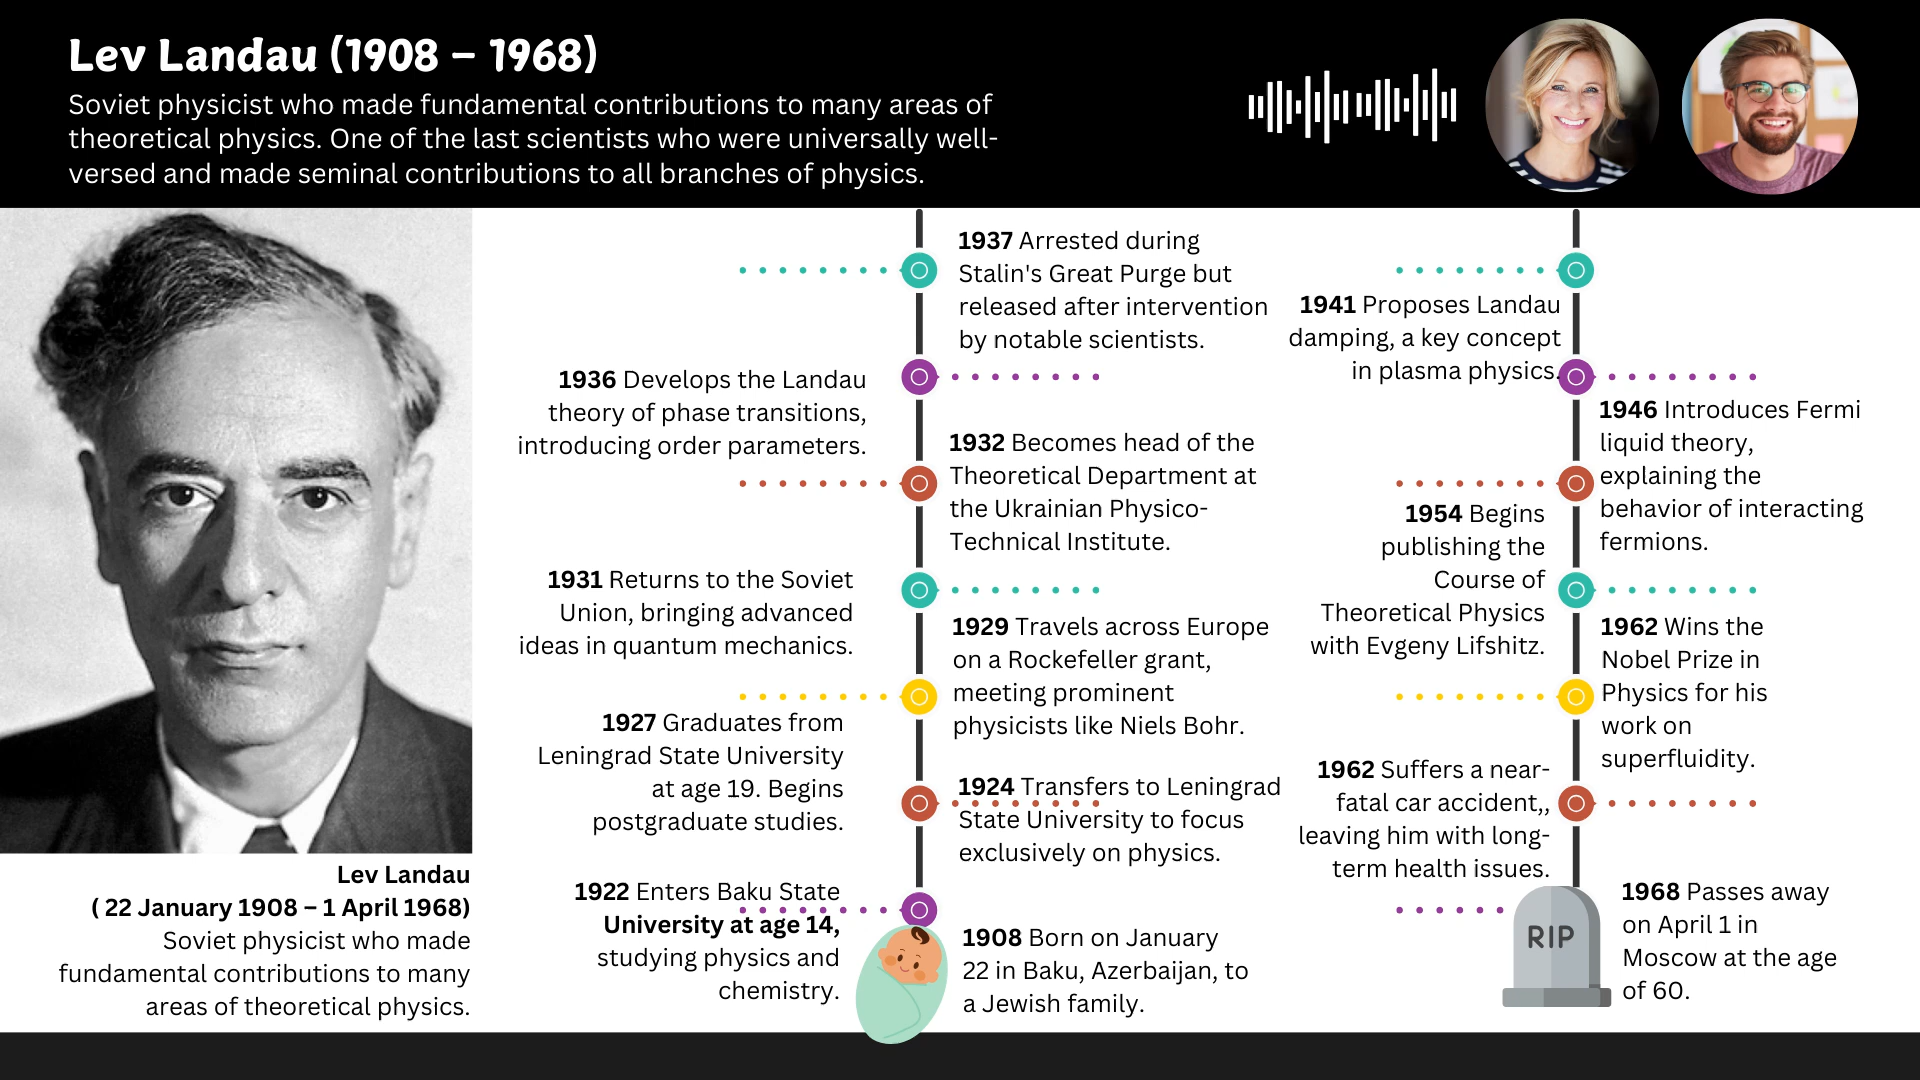 Lev Landau (1908 – 1968)
Soviet physicist who made fundamental contributions to many areas of
theoretical physics. One of the last scientists who were universally well-
versed and made seminal contributions to all branches of physics.
Lev Landau
( 22 January 1908 – 1 April 1968)
Soviet physicist who made
fundamental contributions to many
areas of theoretical physics.
1936 Develops the Landau
theory of phase transitions,
introducing order parameters.
1931 Returns to the Soviet
Union, bringing advanced
ideas in quantum mechanics.
1927 Graduates from
Leningrad State University
at age 19. Begins
postgraduate studies.
1922 Enters Baku State
University at age 14,
studying physics and
chemistry.
1937 Arrested during
Stalin's Great Purge but
released after intervention
by notable scientists.
1932 Becomes head of the
Theoretical Department at
the Ukrainian Physico-
Technical Institute.
1929 Travels across Europe
on a Rockefeller grant,
meeting prominent
physicists like Niels Bohr.
1924 Transfers to Leningrad
State University to focus
exclusively on physics.
1908 Born on January
22 in Baku, Azerbaijan, to
a Jewish family.
1941 Proposes Landau
damping, a key concept
in plasma physics.
1954 Begins
publishing the
Course of
Theoretical Physics
with Evgeny Lifshitz.
1962 Suffers a near-
fatal car accident,,
leaving him with long-
term health issues.
1946 Introduces Fermi
liquid theory,
explaining the
behavior of interacting
fermions.
1962 Wins the
Nobel Prize in
Physics for his
work on
superfluidity.
RIP
1968 Passes away
on April 1 in
Moscow at the age
of 60.